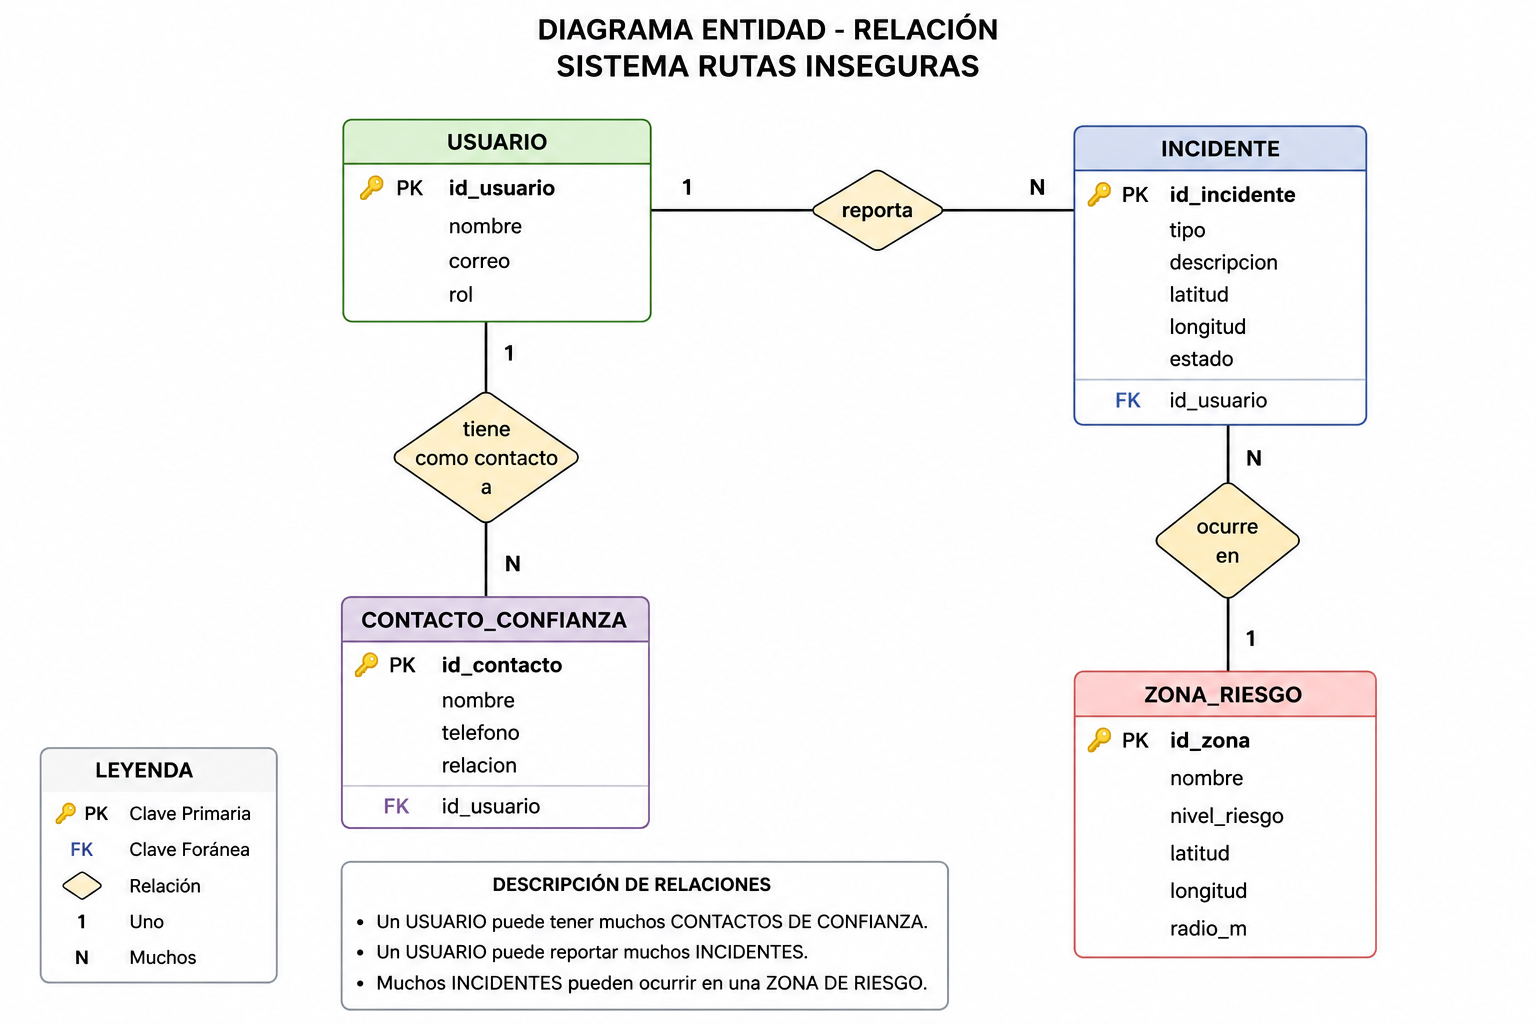 DIAGRAMA ENTIDAD - RELACIÓN
SISTEMA RUTAS INSEGURAS
USUARIO
PK id_usuario
nombre
correo
rol
1
reporta
N
INCIDENTE
PK id_incidente
tipo
descripcion
latitud
longitud
estado
FK id_usuario
1
tiene
como contacto
a
N
N
ocurre
en
1
CONTACTO_CONFIANZA
PK id_contacto
nombre
telefono
relacion
FK id_usuario
ZONA_RIESGO
PK id_zona
nombre
nivel_riesgo
latitud
longitud
radio_m
LEYENDA
PK Clave Primaria
FK Clave Foránea
Relación
1 Uno
N Muchos
DESCRIPCIÓN DE RELACIONES
• Un USUARIO puede tener muchos CONTACTOS DE CONFIANZA.
• Un USUARIO puede reportar muchos INCIDENTES.
• Muchos INCIDENTES pueden ocurrir en una ZONA DE RIESGO.